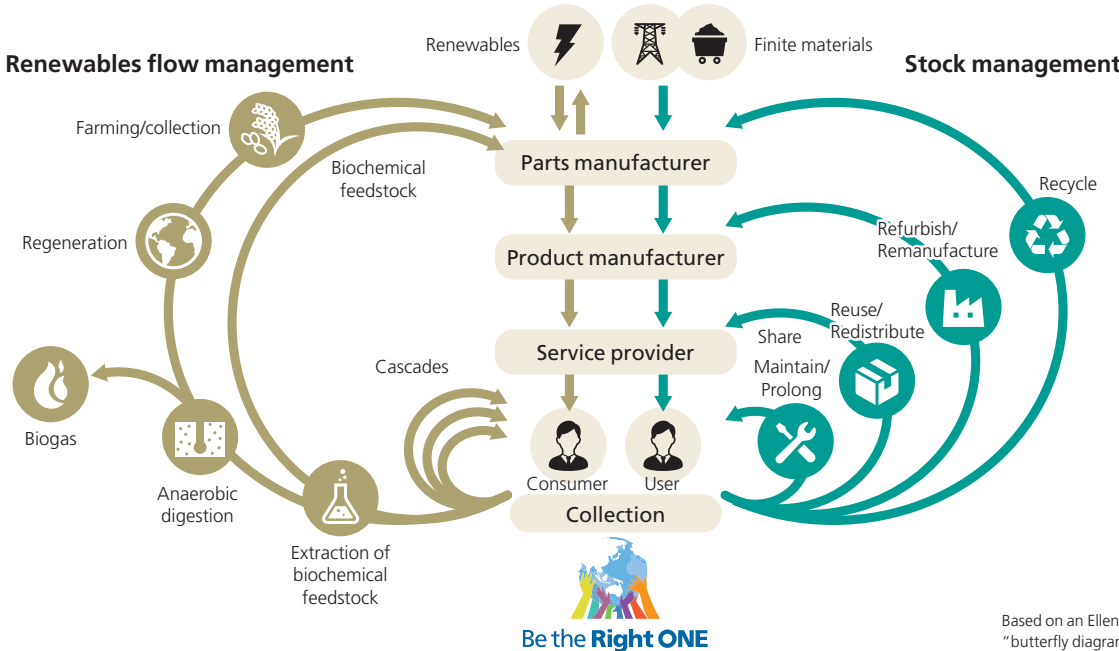 Renewables
Finite materials
Renewables flow management
Stock management
Farming/collection
Biochemical
feedstock
Parts manufacturer
Recycle
Regeneration
Refurbish/
Remanufacture
Product manufacturer
Reuse/
Redistribute
Share
Service provider
Maintain/
Prolong
Cascades
Biogas
Consumer
User
Anaerobic
digestion
Collection
Extraction of
biochemical
feedstock
Be the Right ONE
Based on an Ellen
“butterfly diagram